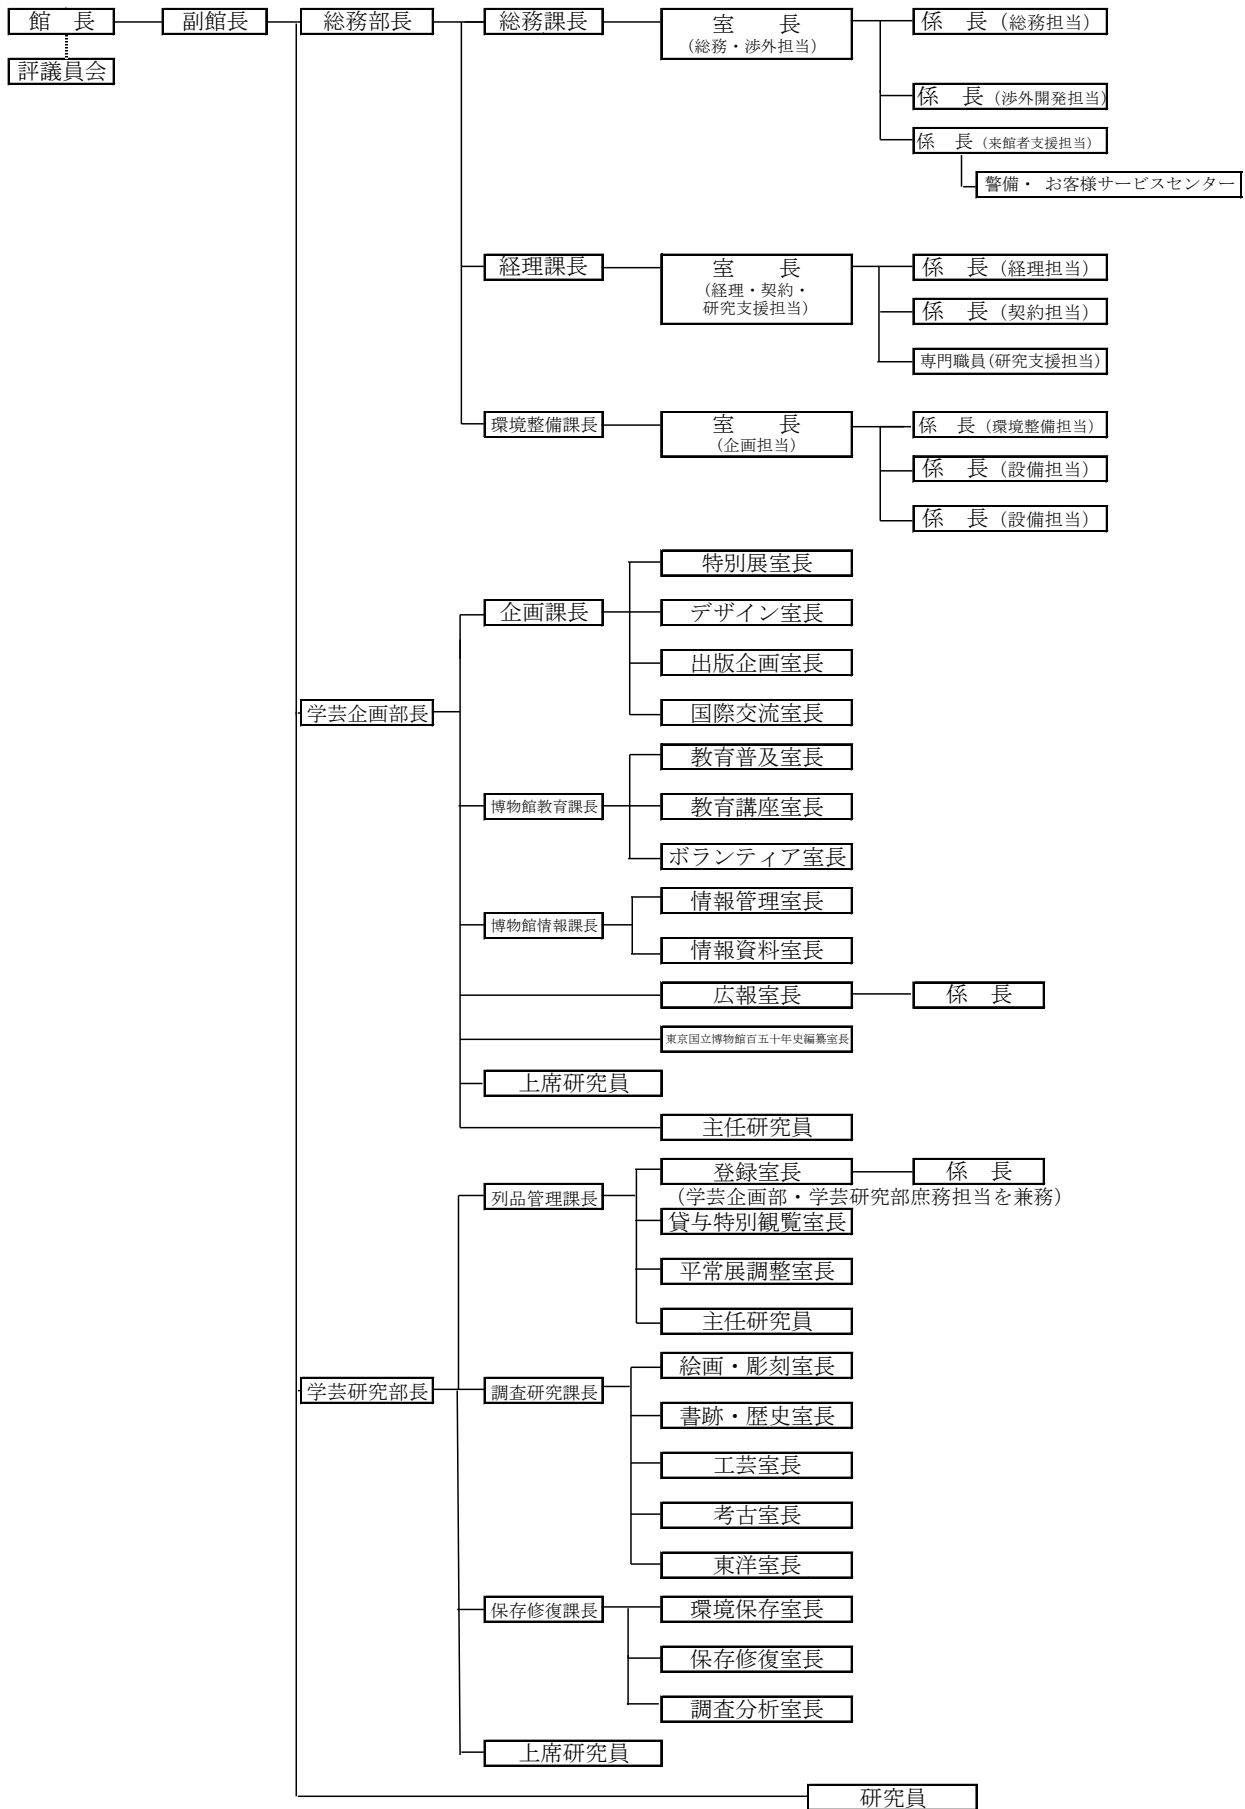 館　長
副館長
総務部長
総務課長
室　　長
(総務・渉外担当)
係　長（総務担当）
評議員会
係　長（渉外開発担当）
係　長（来館者支援担当）
警備・ お客様サービスセンター
経理課長
室　　長
(経理・契約・
研究支援担当)
係　長（経理担当）
係　長（契約担当）
専門職員（研究支援担当）
環境整備課長
室　　長
(企画担当)
係　長（環境整備担当）
係　長（設備担当）
係　長（設備担当）
特別展室長
企画課長
デザイン室長
出版企画室長
学芸企画部長
国際交流室長
教育普及室長
博物館教育課長
教育講座室長
ボランティア室長
情報管理室長
博物館情報課長
情報資料室長
広報室長
係　長
東京国立博物館百五十年史編纂室長
上席研究員
主任研究員
登録室長
係　長
列品管理課長
（学芸企画部・学芸研究部庶務担当を兼務）
貸与特別観覧室長
平常展調整室長
主任研究員
絵画・彫刻室長
学芸研究部長
調査研究課長
書跡・歴史室長
工芸室長
考古室長
東洋室長
保存修復課長
環境保存室長
保存修復室長
調査分析室長
上席研究員
研究員